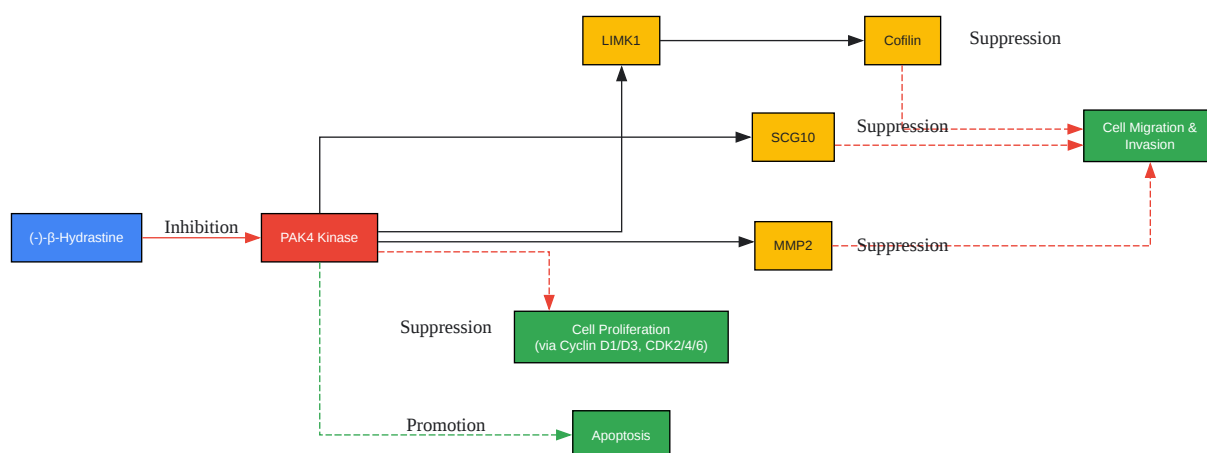 LIMK1
Cofilin
Suppression
SCG10
Suppression
Cell Migration &
Invasion
(-)-β-Hydrastine
Inhibition
PAK4 Kinase
MMP2
Suppression
Suppression
Cell Proliferation
(via Cyclin D1/D3, CDK2/4/6)
Promotion
Apoptosis